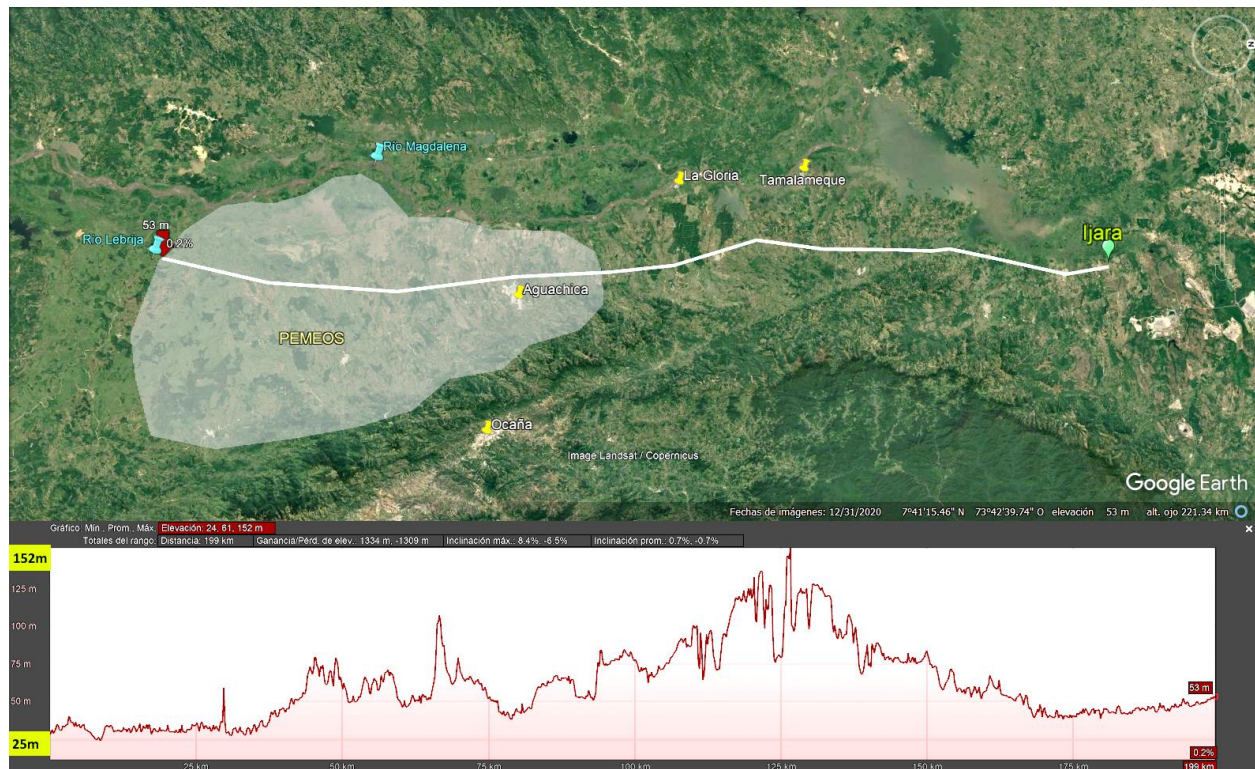 N
Río Magdalena
La Gloria
Tamalameque
53 m
Río Lebrija
0.2%
Ijara
Aguachica
PEMEOS
Ocaña
Image Landsat / Copernicus
Google Earth
Fechas de imágenes: 12/31/2020 7°41'15.46" N 73°42'39.74" O elevación 53 m alt. ojo 221.34 km
Gráfico: Mín., Prom., Máx. Elevación: 24, 61, 152 m
Totales del rango: Distancia: 199 km Ganancia/Pérd. de elev.: 1334 m, -1309 m Inclinación máx.: 8.4%, -6.5% Inclinación prom.: 0.7%, -0.7%
152m
125 m
100 m
75 m
50 m
53 m
25m
0.2%
25 km 50 km 75 km 100 km 125 km 150 km 175 km 199 km